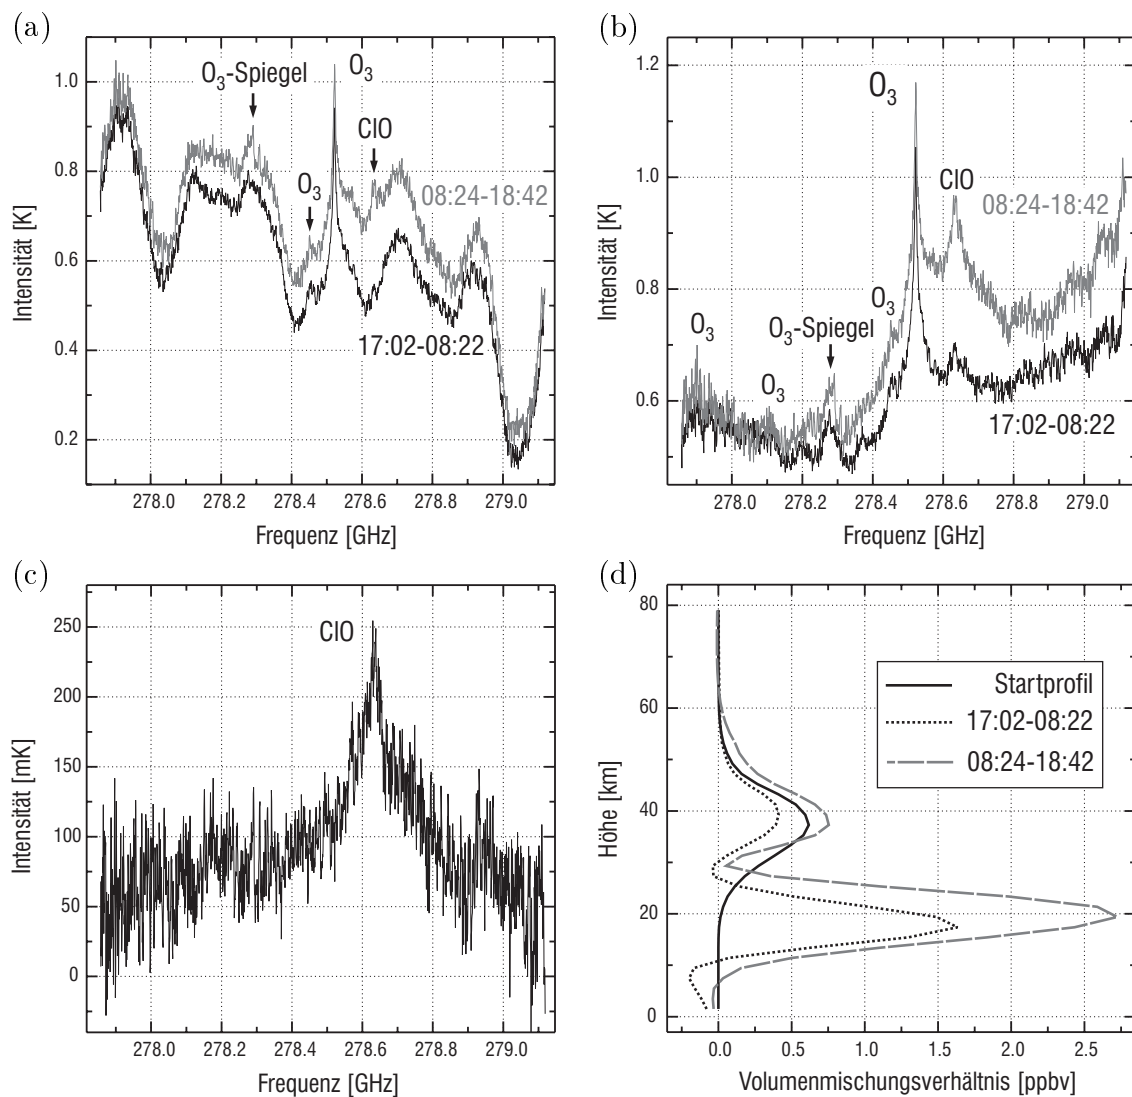 (a)
1.0
0.8
0.6
0.4
0.2
Intensität [K]
O3-Spiegel
O3
ClO
O3
08:24-18:42
17:02-08:22
278.0
278.2
278.4
278.6
278.8
279.0
Frequenz [GHz]
(b)
1.2
1.0
0.8
0.6
Intensität [K]
O3
ClO
08:24-18:42
O3
O3-Spiegel
O3
O3
17:02-08:22
278.0
278.2
278.4
278.6
278.8
279.0
Frequenz [GHz]
(c)
250
200
150
100
50
0
Intensität [mK]
ClO
278.0
278.2
278.4
278.6
278.8
279.0
Frequenz [GHz]
(d)
80
60
40
20
0
Höhe [km]
Startprofil
17:02-08:22
08:24-18:42
0.0
0.5
1.0
1.5
2.0
2.5
Volumenmischungsverhältnis [ppbv]